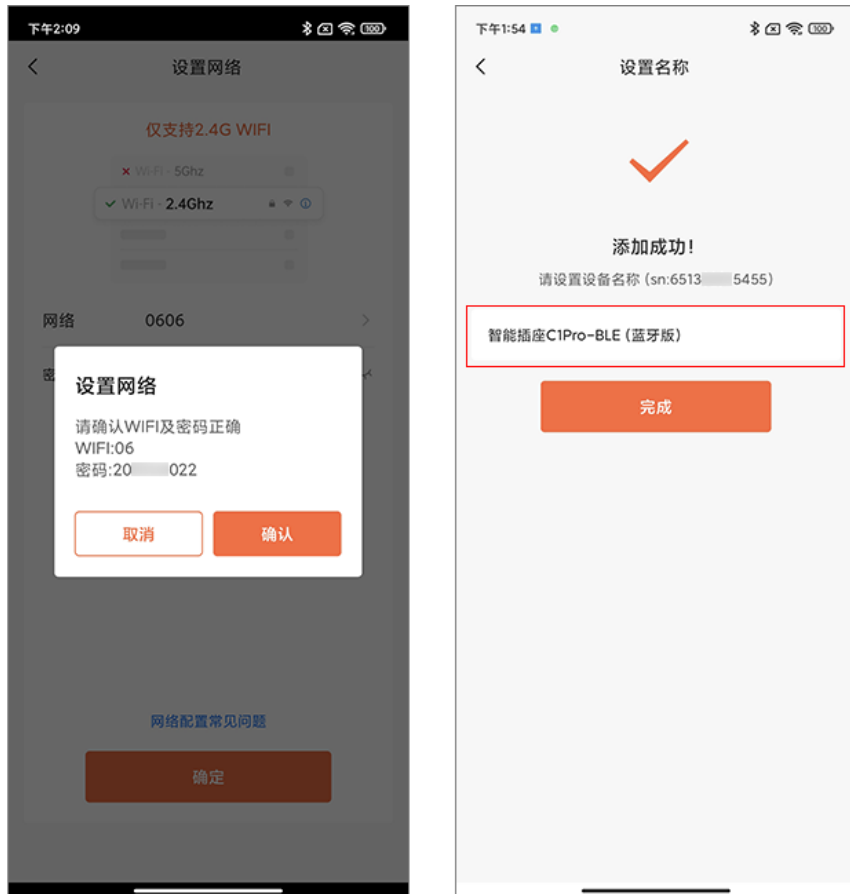 下午2:09
100
设置网络
仅支持2.4G WIFI
Wi-Fi - 5Ghz
Wi-Fi - 2.4Ghz
网络 0606
密
设置网络
请确认WIFI及密码正确
WIFI:06
密码:20 022
取消 确认
网络配置常见问题
确定
下午1:54
100
设置名称
添加成功!
请设置设备名称 (sn:6513 5455)
智能插座C1Pro-BLE (蓝牙版)
完成